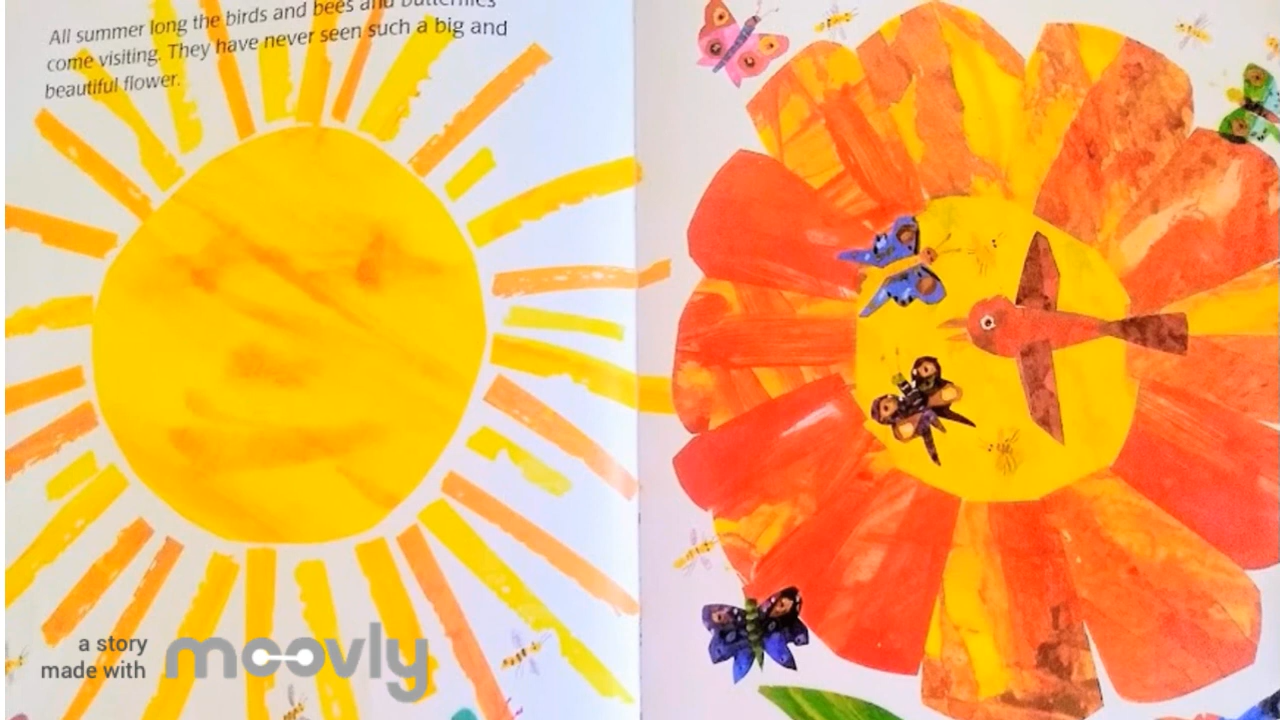 All summer long the birds and bees and butterflies
come visiting. They have never seen such a big and
beautiful flower.
a story
made with
moovly